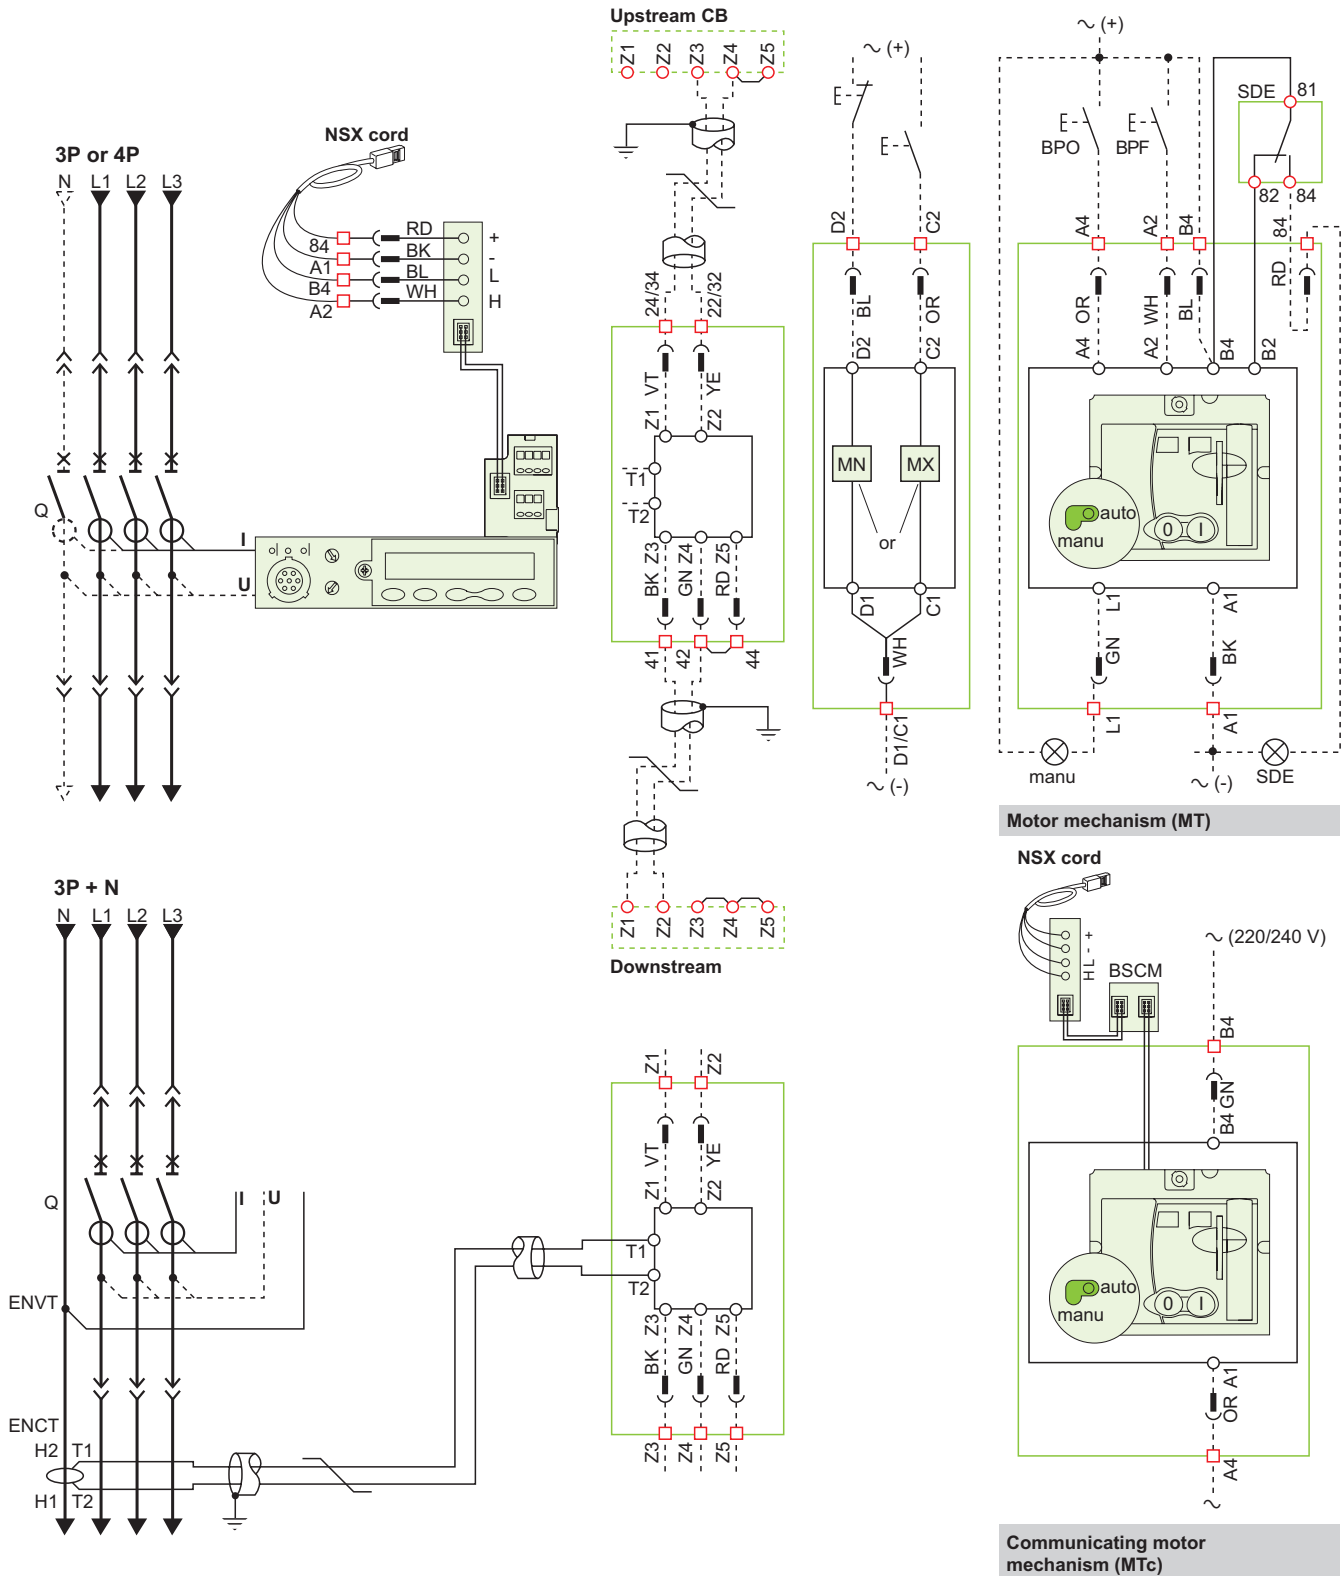 Upstream CB
Z1 Z2 Z3 Z4 Z5
3P or 4P
N L1 L2 L3
Q
I
U
NSX cord
84 RD +
A1 BK -
B4 BL L
A2 WH H
24/34 22/32
VT YE
Z1 Z2
T1
T2
Z3 Z4 Z5
BK GN RD
41 42 44
Z1 Z2 Z3 Z4 Z5
Downstream
~ (+)
D2 C2
BL OR
D2 C2
MN MX
or
D1 C1
WH
D1/C1
~ (-)
~ (+)
SDE 81
BPO BPF
82 84
A4 A2 B4 84
OR WH BL RD
A4 A2 B4 B2
auto
manu
0 I
L1 A1
GN BK
L1 A1
manu
~ (-)
SDE
Motor mechanism (MT)
3P + N
N L1 L2 L3
Q
I U
ENVT
ENCT
H2 T1
H1 T2
Z1 Z2
VT YE
Z1 Z2
T1
T2
Z3 Z4 Z5
BK GN RD
Z3 Z4 Z5
NSX cord
+
-
L
H
BSCM
~ (220/240 V)
B4
GN
B4
auto
manu
0 I
A1
OR
A4
~
Communicating motor
mechanism (MTc)